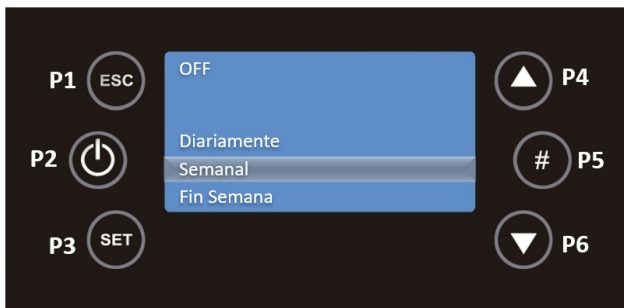 P1 ESC
OFF
P4
P2
Diariamente
Semanal
# P5
P3 SET
Fin Semana
P6